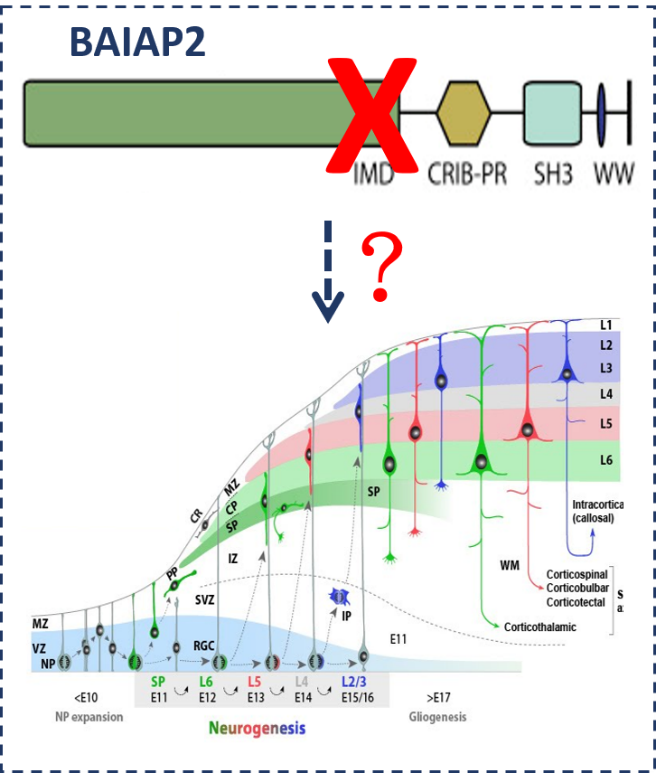 BAIAP2
X
IMD CRIB-PR SH3 WW
?
L1
L2
L3
L4
L5
L6
MZ
CP
SP
CR
SP
PP
IZ
SVZ
IP
WM
E11
RGC
MZ
VZ
NP
Intracortica
(callosal)
Corticospinal
Corticobulbar
Corticotectal
S
a
Corticothalamic
SP L6 L5 L4 L2/3
<E10 E11 E12 E13 E14 E15/16 >E17
NP expansion Gliogenesis
Neurogenesis